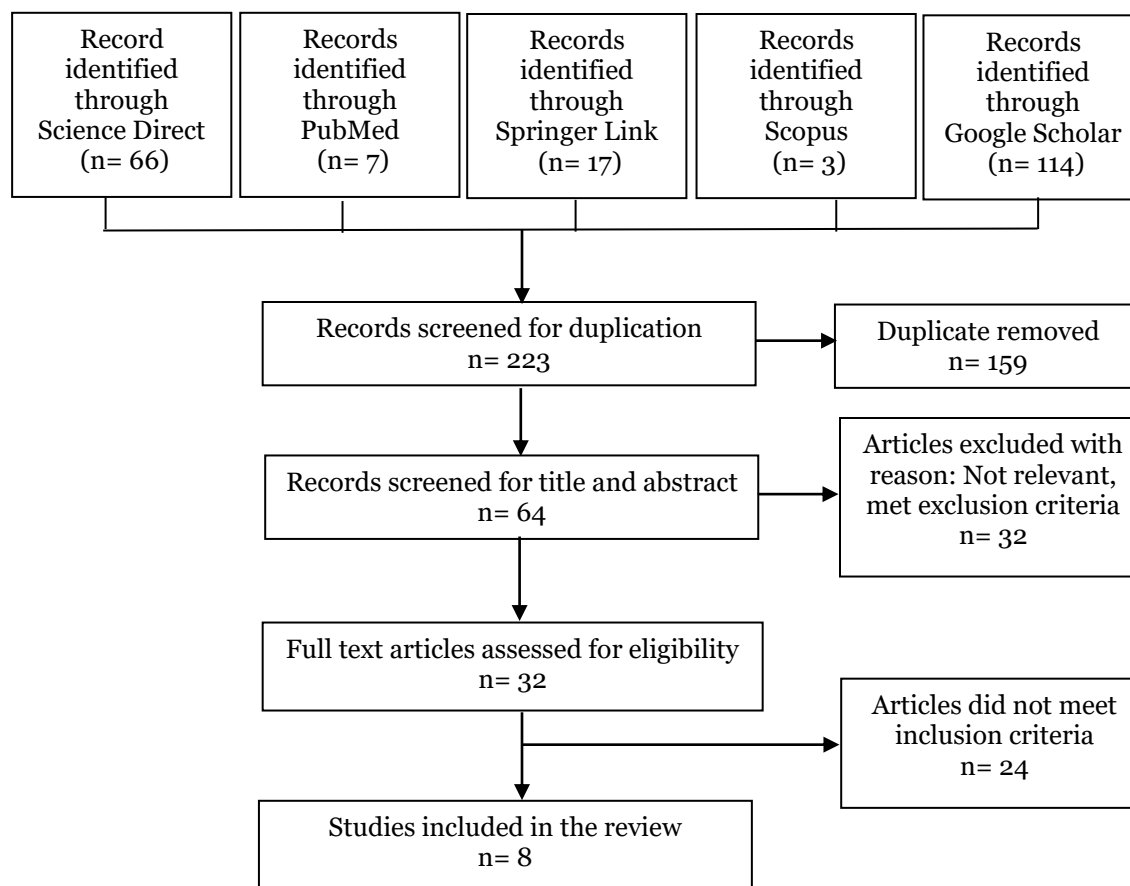 Record
identified
through
Science Direct
(n= 66)
Records
identified
through
PubMed
(n= 7)
Records
identified
through
Springer Link
(n= 17)
Records
identified
through
Scopus
(n= 3)
Records
identified
through
Google Scholar
(n= 114)
Records screened for duplication
n= 223
Duplicate removed
n= 159
Records screened for title and abstract
n= 64
Articles excluded with
reason: Not relevant,
met exclusion criteria
n= 32
Full text articles assessed for eligibility
n= 32
Articles did not meet
inclusion criteria
n= 24
Studies included in the review
n= 8